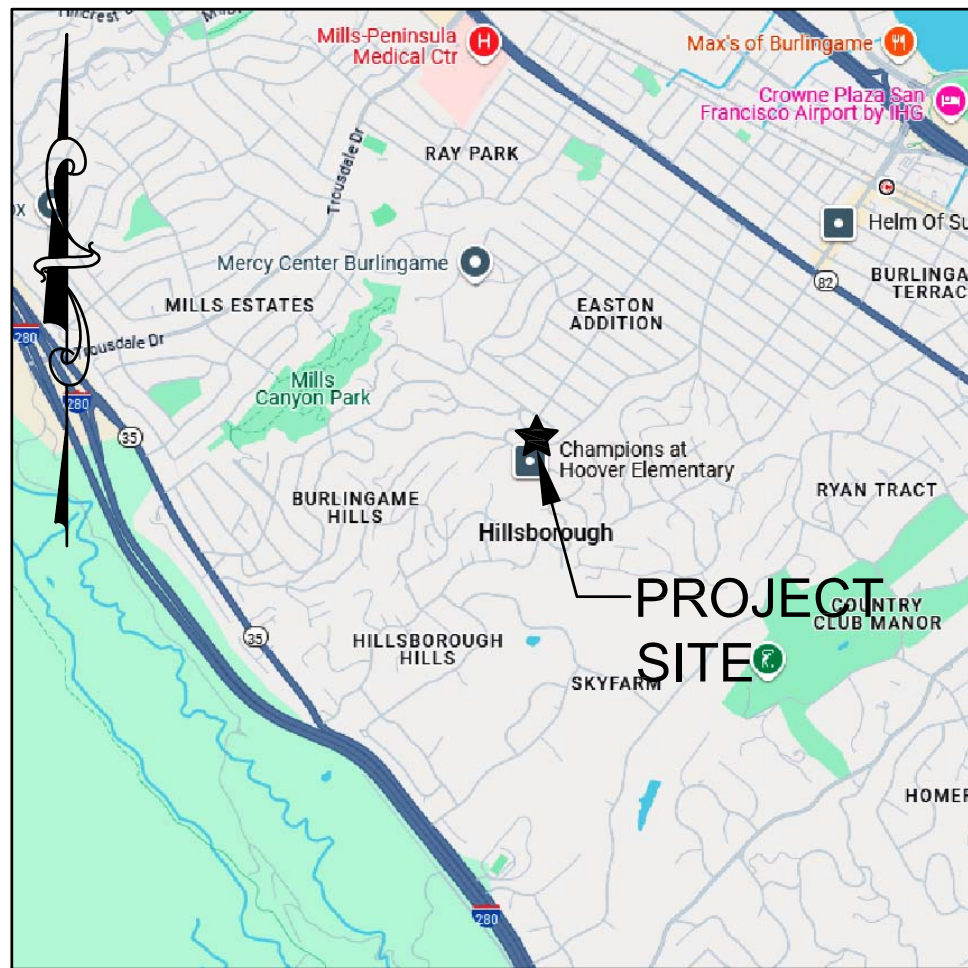 Hillcrest
Mills-Peninsula
Medical Ctr
H
Max's of Burlingame
Crowne Plaza San
Francisco Airport by IHG
RAY PARK
Trousdale Dr
Helm Of Su
Mercy Center Burlingame
82
BURLINGA
TERRAC
MILLS ESTATES
EASTON
ADDITION
280
Trousdale Dr
Mills
Canyon Park
280
35
Champions at
Hoover Elementary
RYAN TRACT
BURLINGAME
HILLS
Hillsborough
PROJECT
SITE
COUNTRY
CLUB MANOR
35
HILLSBOROUGH
HILLS
SKYFARM
HOMER
280